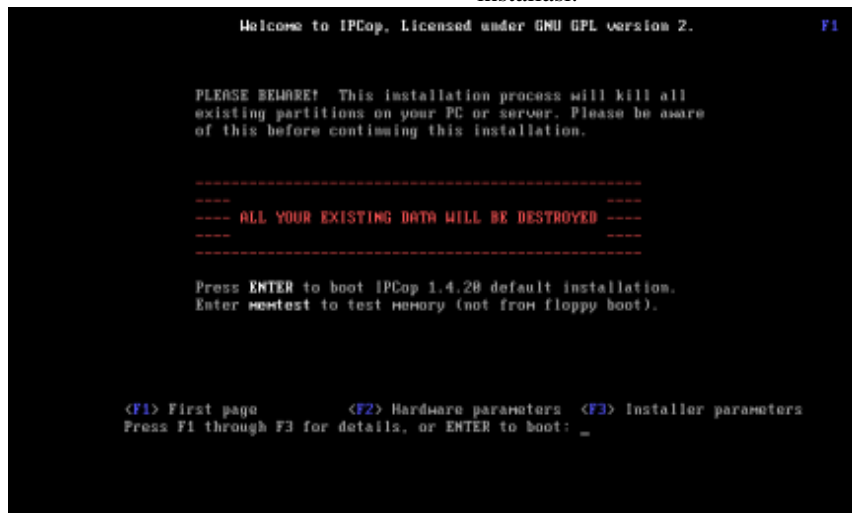 Welcome to IPCop, Licensed under GNU GPL version 2. F1
PLEASE BEWARE! This installation process will kill all
existing partitions on your PC or server. Please be aware
of this before continuing this installation.
--------------------------------------------------
---- ----
---- ALL YOUR EXISTING DATA WILL BE DESTROYED ----
---- ----
--------------------------------------------------
Press ENTER to boot IPCop 1.4.20 default installation.
Enter memtest to test memory (not from floppy boot).
<F1> First page <F2> Hardware parameters <F3> Installer parameters
Press F1 through F3 for details, or ENTER to boot: _